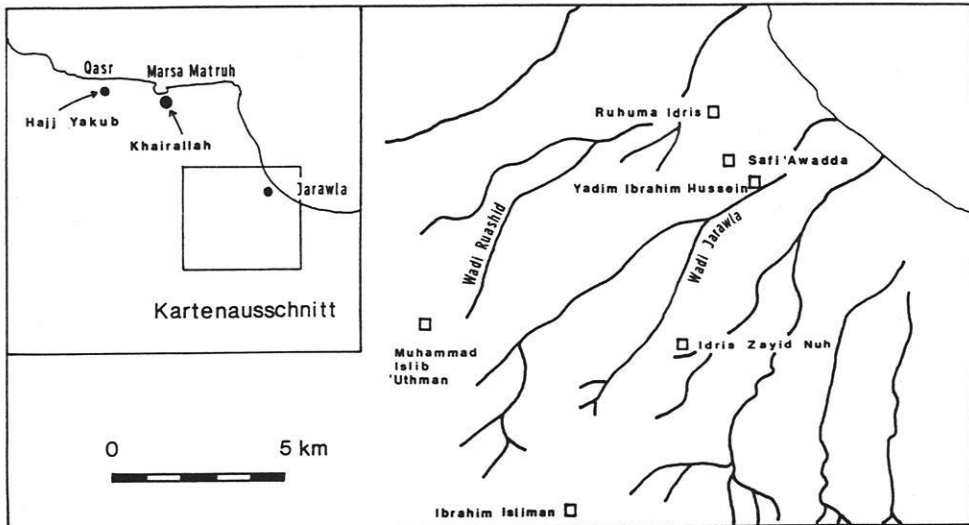 Qasr
Marsa Matruh
Hajj Yakub
Khairallah
Jarawla
Kartenausschnitt
Ruhuma Idris
Safi 'Awadda
Yadim Ibrahim Hussein
Wadi Ruashid
Wadi Jarawla
Muhammad
Islib
'Uthman
Idris Zayid Nuh
0 5 km
Ibrahim Isliman